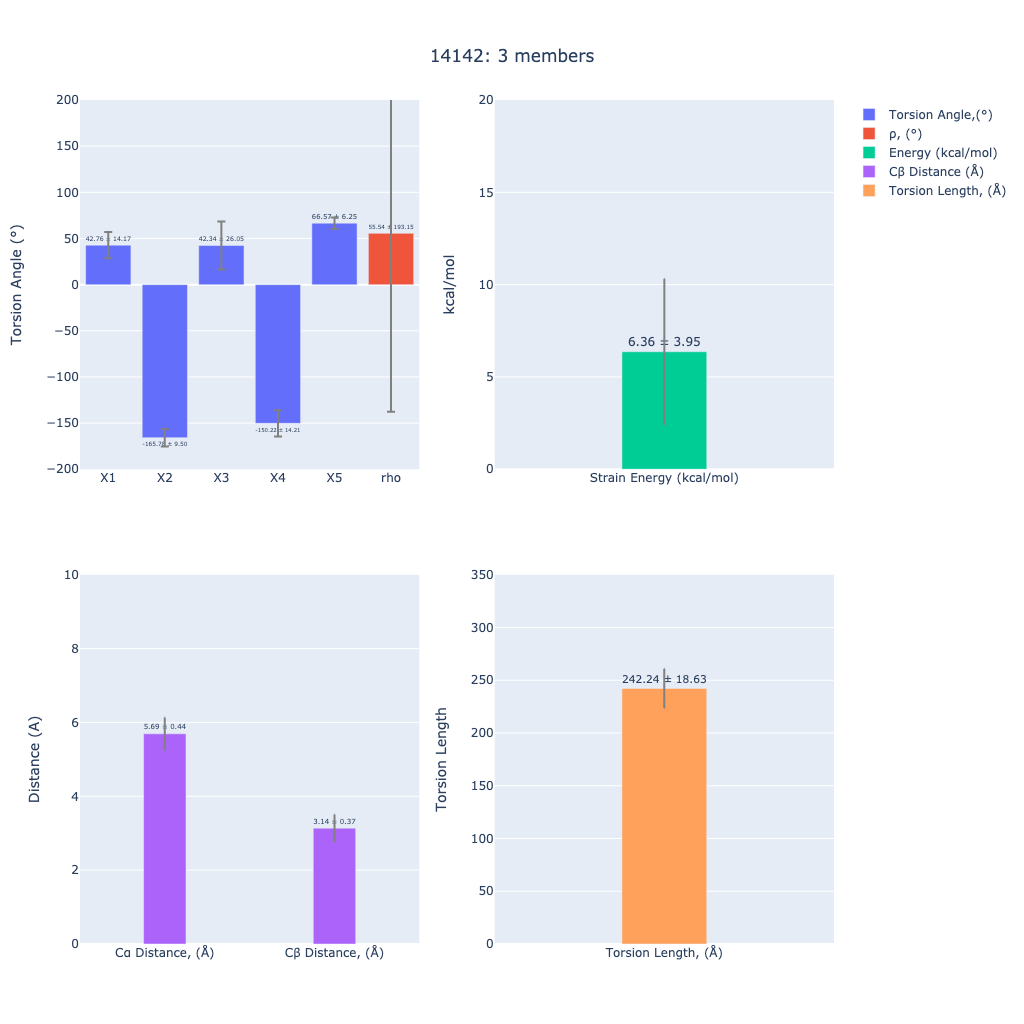 14142: 3 members
200
150
100
50
0
−50
−100
−150
−200
Torsion Angle (°)
42.76 ± 14.17
-165.78 ± 9.50
42.34 ± 26.05
-150.22 ± 14.21
66.57 ± 6.25
55.54 ± 193.15
X1 X2 X3 X4 X5 rho
20
15
10
5
0
kcal/mol
6.36 ± 3.95
Strain Energy (kcal/mol)
Torsion Angle,(°)
ρ, (°)
Energy (kcal/mol)
Cβ Distance (Å)
Torsion Length, (Å)
10
8
6
4
2
0
Distance (A)
5.69 ± 0.44
3.14 ± 0.37
Cα Distance, (Å) Cβ Distance, (Å)
350
300
250
200
150
100
50
0
Torsion Length
242.24 ± 18.63
Torsion Length, (Å)